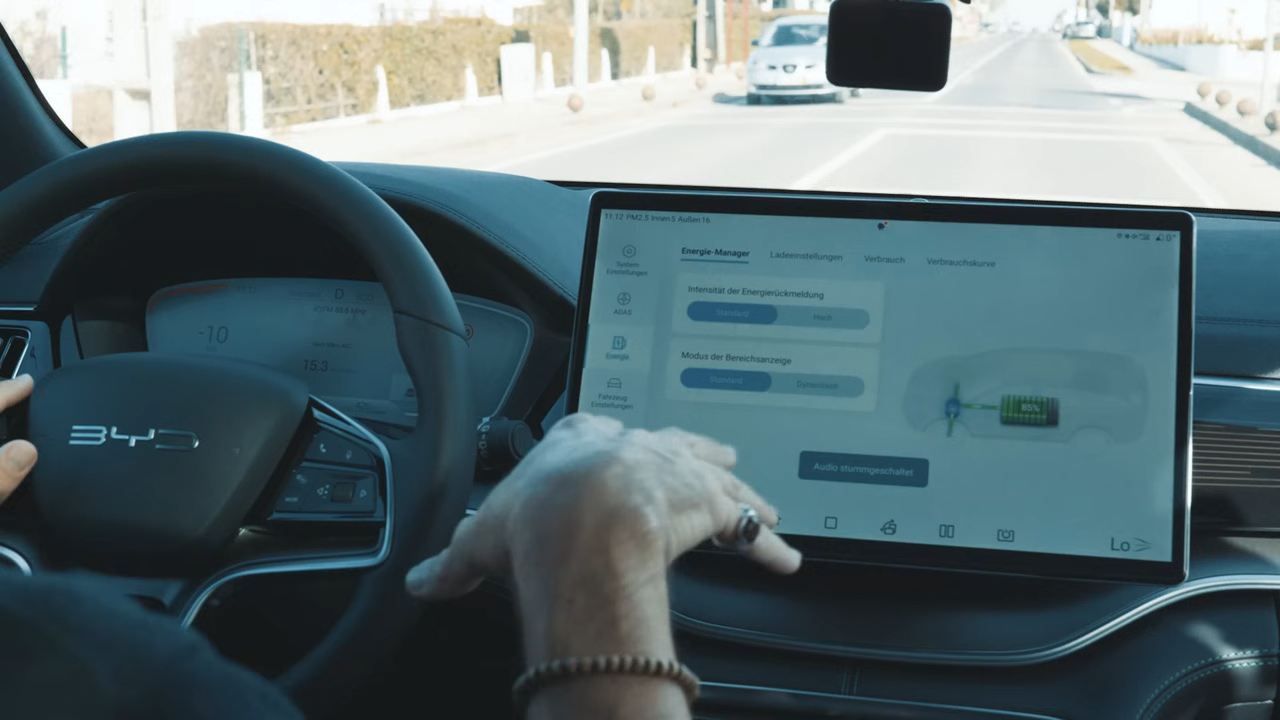 11:12 PM2.5 Innen 5 Außen 16
Energie-Manager
Ladeeinstellungen
Verbrauch
Verbrauchskurve
System
Einstellungen
ADAS
Energie
Fahrzeug
Einstellungen
Intensität der Energierückmeldung
Standard
Hoch
Modus der Bereichsanzeige
Standard
Dynamisch
85%
Audio stummgeschaltet
Lo
D
-10
15.3
BYD